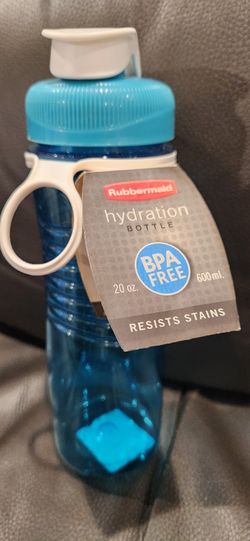 Rubbermaid
hydration
BOTTLE
BPA
FREE
20 oz. 600 ml.
RESISTS STAINS